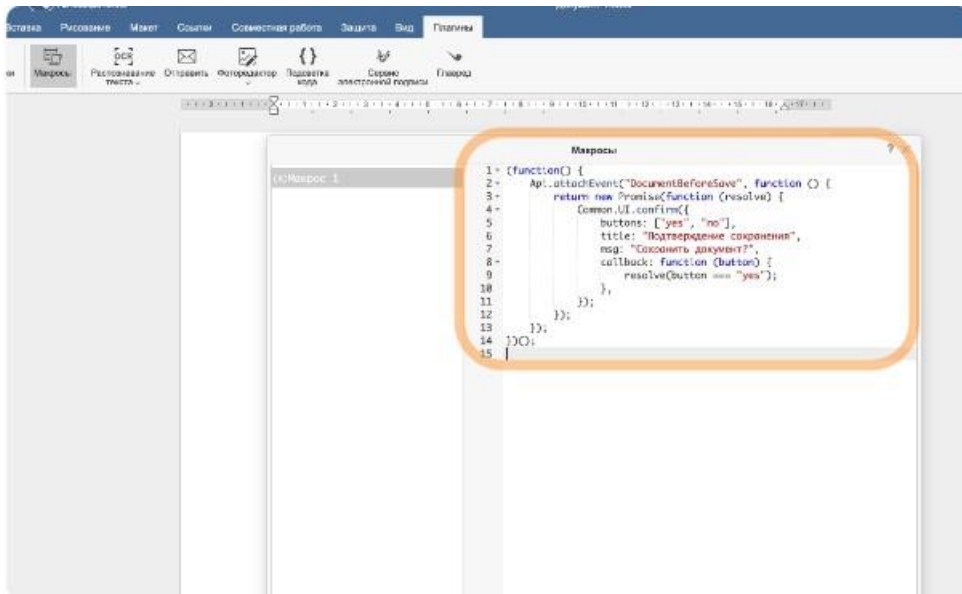 Вставка Рисование Макет Ссылки Совместная работа Защита Вид Плагины
Макросы
Распознавание текста
Отправить
Фоторедактор
Подсветка кода
Сервис электронной подписи
Главред
Макросы ?
(x)Макрос 1
1 (function() {
2 Api.attachEvent("DocumentBeforeSave", function () {
3 return new Promise(function (resolve) {
4 Common.UI.confirm({
5 buttons: ["yes", "no"],
6 title: "Подтверждение сохранения",
7 msg: "Сохранить документ?",
8 callback: function (button) {
9 resolve(button === "yes");
10 },
11 });
12 });
13 });
14 })();
15